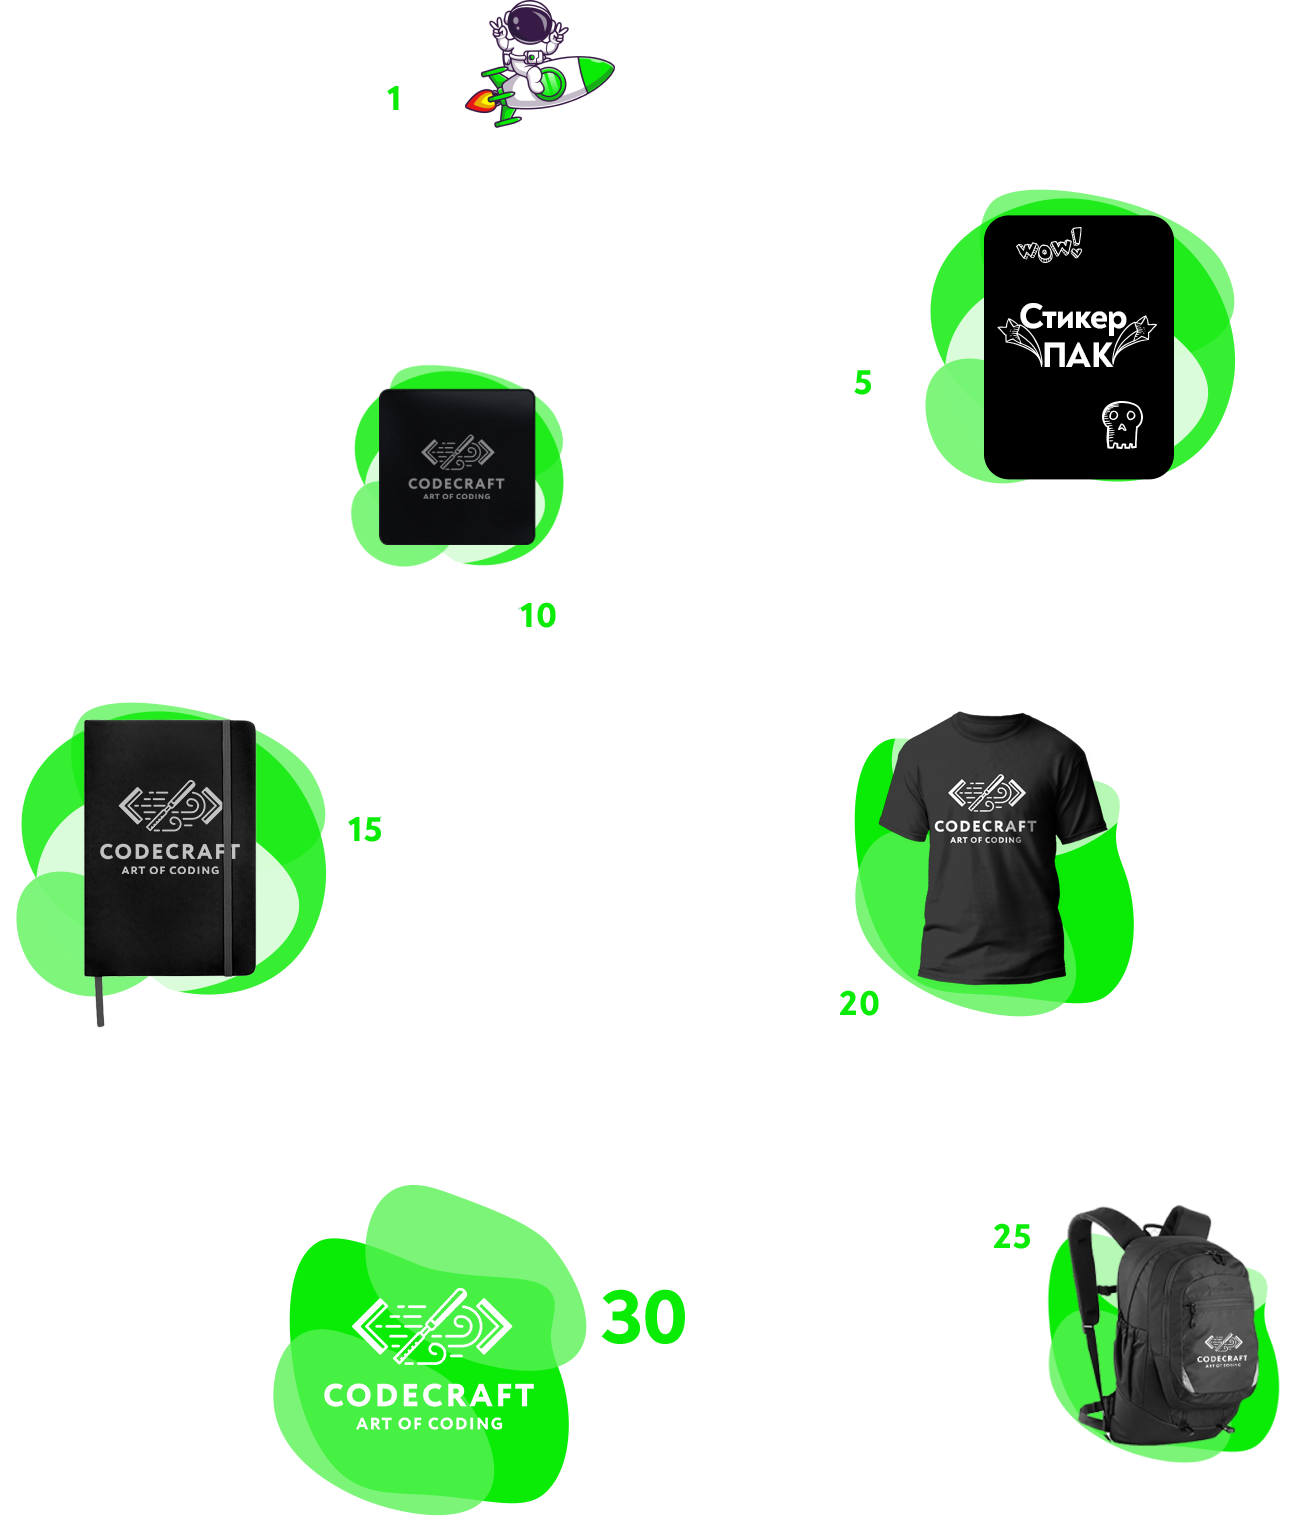 1
WOW!
Стикер
ПАК
5
CODECRAFT
ART OF CODING
10
CODECRAFT
ART OF CODING
15
CODECRAFT
ART OF CODING
20
25
CODECRAFT
ART OF CODING
30
CODECRAFT
ART OF CODING